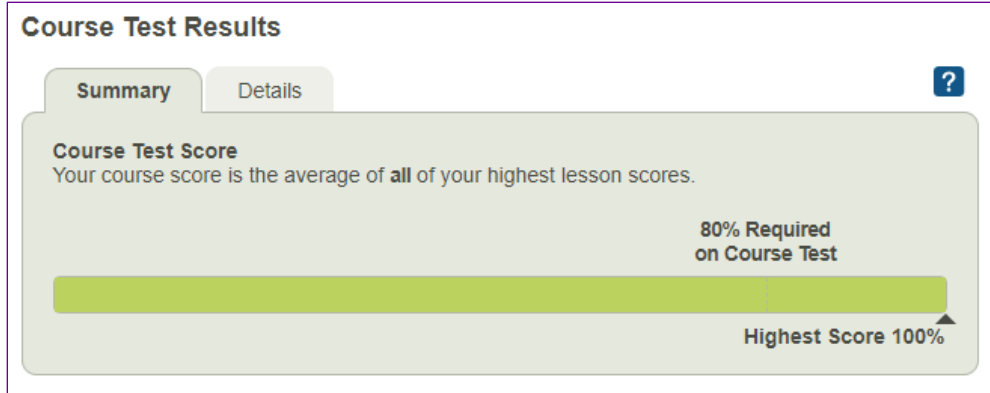 Course Test Results
Summary
Details
?
Course Test Score
Your course score is the average of all of your highest lesson scores.
80% Required
on Course Test
Highest Score 100%